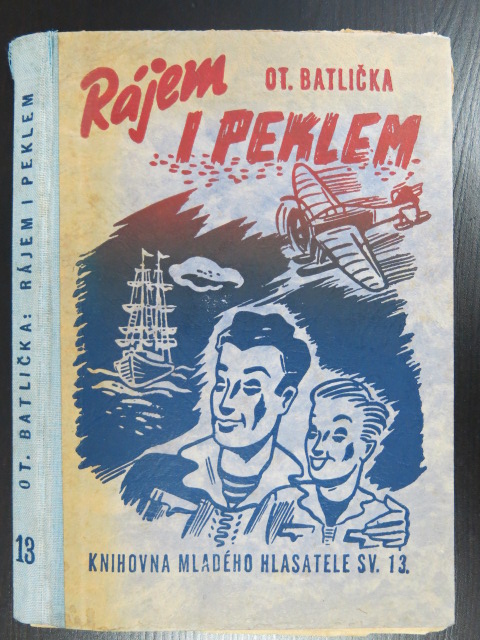 Rájem
OT. BATLIČKA
I PEKLEM
KNIHOVNA MLADÉHO HLASATELE SV. 13.
OT. BATLIČKA: RÁJEM I PEKLEM
13